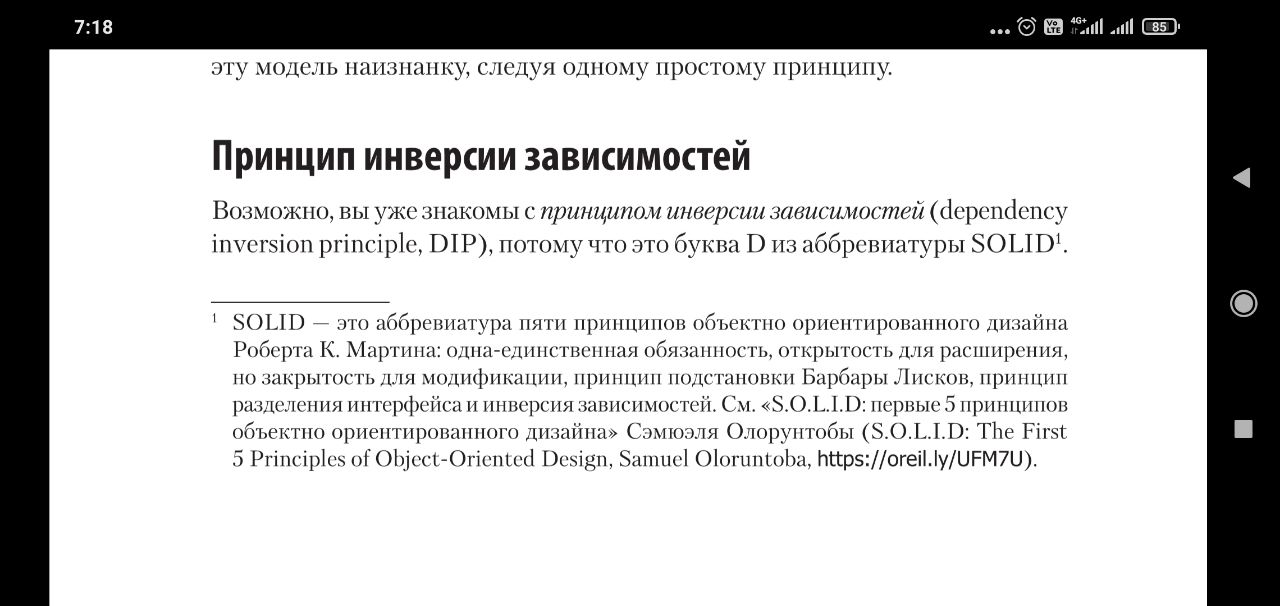 7:18
4G+
Vo LTE
85
эту модель наизнанку, следуя одному простому принципу.
Принцип инверсии зависимостей
Возможно, вы уже знакомы с принципом инверсии зависимостей (dependency
inversion principle, DIP), потому что это буква D из аббревиатуры SOLID¹.
¹ SOLID — это аббревиатура пяти принципов объектно ориентированного дизайна
Роберта К. Мартина: одна-единственная обязанность, открытость для расширения,
но закрытость для модификации, принцип подстановки Барбары Лисков, принцип
разделения интерфейса и инверсия зависимостей. См. «S.O.L.I.D: первые 5 принципов
объектно ориентированного дизайна» Сэмюэля Олорунтобы (S.O.L.I.D: The First
5 Principles of Object-Oriented Design, Samuel Oloruntoba, https://oreil.ly/UFM7U).